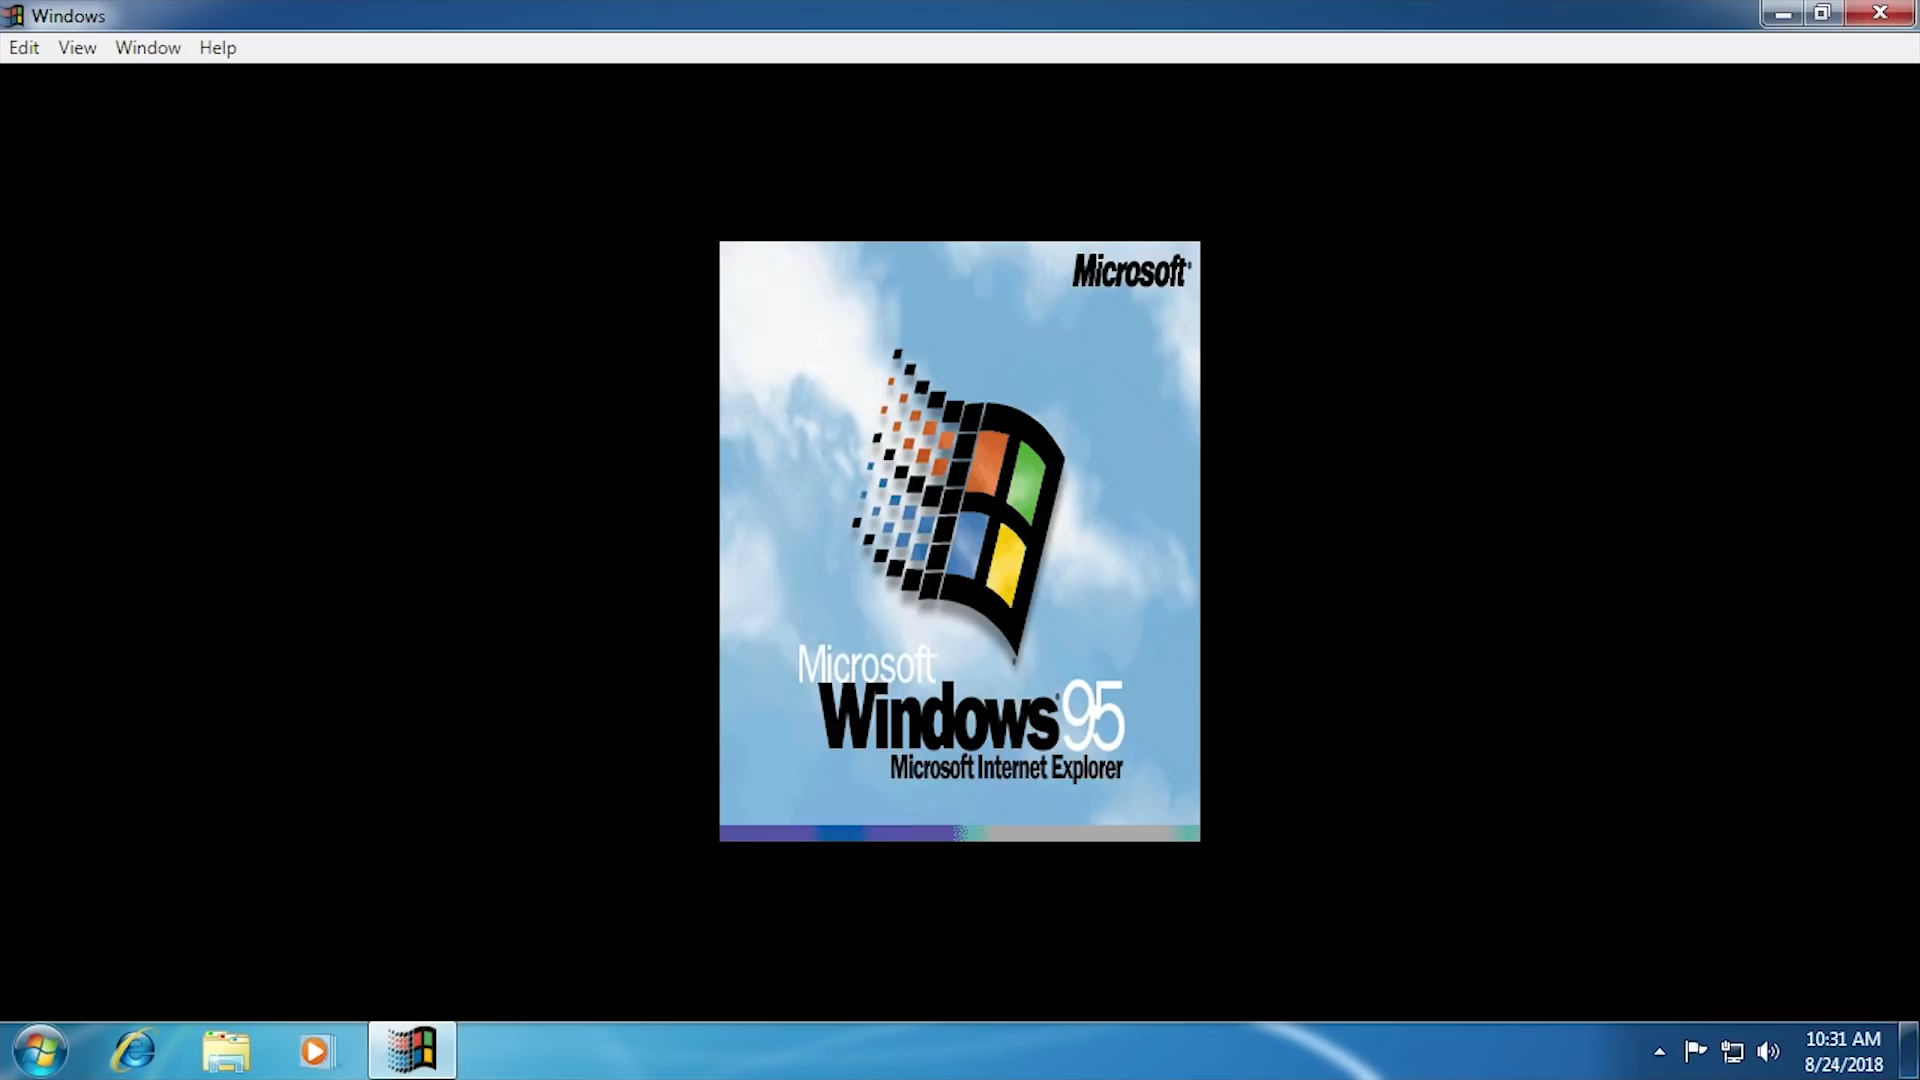 Windows
Edit View Window Help
Microsoft
Microsoft
Windows 95
Microsoft Internet Explorer
10:31 AM
8/24/2018